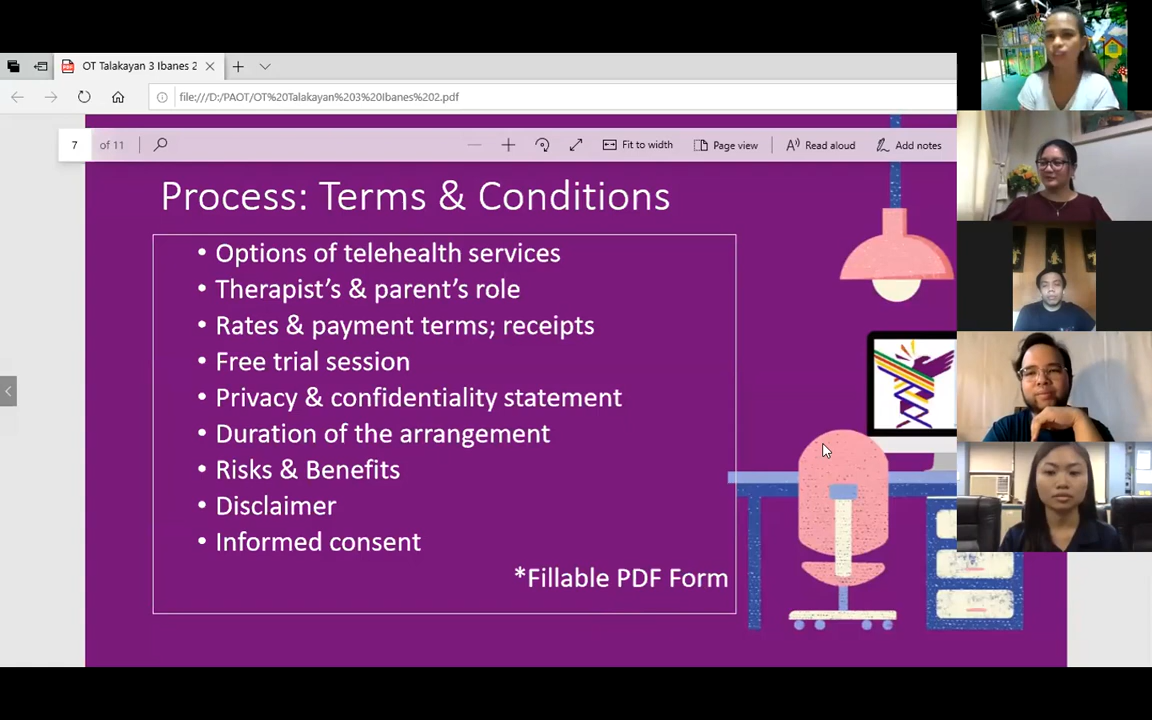 OT Talakayan 3 Ibanes 2
file:///D:/PAOT/OT%20Talakayan%203%20Ibanes%202.pdf
7 of 11
Fit to width
Page view
Read aloud
Add notes
Process: Terms & Conditions
• Options of telehealth services
• Therapist’s & parent’s role
• Rates & payment terms; receipts
• Free trial session
• Privacy & confidentiality statement
• Duration of the arrangement
• Risks & Benefits
• Disclaimer
• Informed consent
*Fillable PDF Form